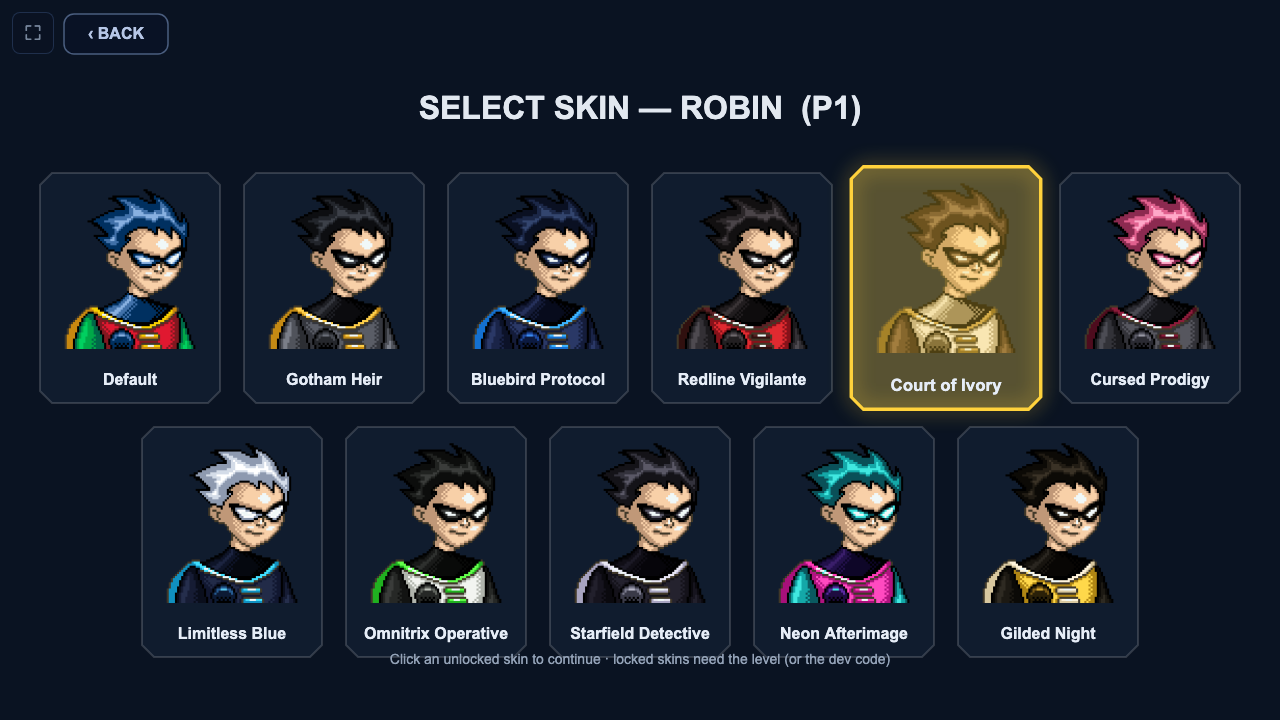 ‹ BACK
SELECT SKIN — ROBIN (P1)
Default
Gotham Heir
Bluebird Protocol
Redline Vigilante
Court of Ivory
Cursed Prodigy
Limitless Blue
Omnitrix Operative
Starfield Detective
Neon Afterimage
Gilded Night
Click an unlocked skin to continue · locked skins need the level (or the dev code)